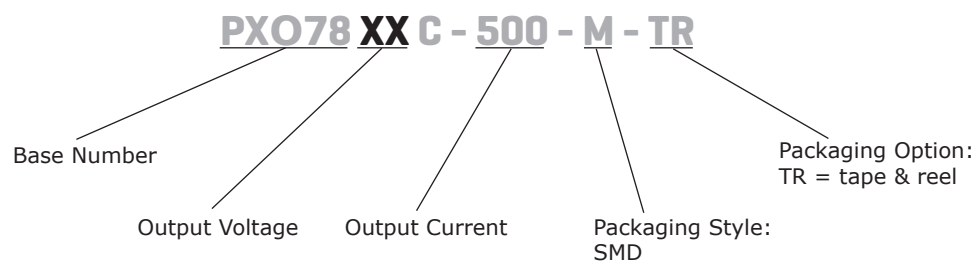 PXO78 XX C - 500 - M - TR
Base Number
Packaging Option:
TR = tape & reel
Output Voltage
Output Current
Packaging Style:
SMD